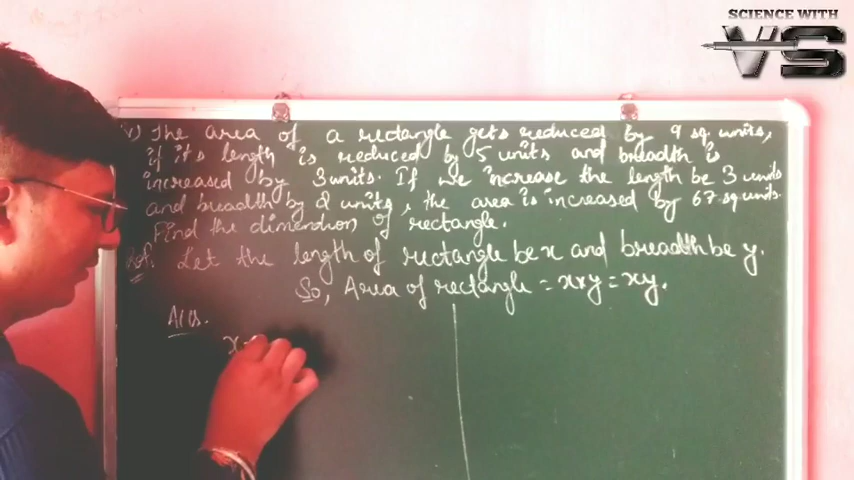 SCIENCE WITH
VS
v) The area of a rectangle gets reduced by 9 sq. units,
if it's length is reduced by 5 units and breadth is
increased by 3 units. If we increase the length be 3 units
and breadth by 2 units, the area is increased by 67 sq units.
Find the dimendion of rectangle.
Sol. Let the length of rectangle be x and breadth be y.
So, Area of rectangle = x×y = xy.
x